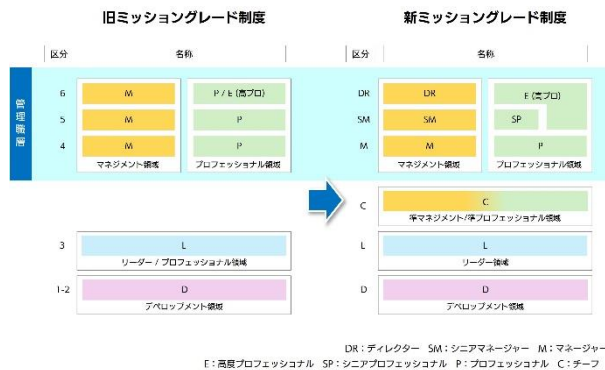 旧ミッショングレード制度 新ミッショングレード制度
区分 名称 区分 名称
管理職層
6 M P / E (高プロ) DR DR E (高プロ)
5 M P SM SM SP
4 M P M M P
マネジメント領域 プロフェッショナル領域 マネジメント領域 プロフェッショナル領域
C C
準マネジメント/準プロフェッショナル領域
3 L L L
リーダー / プロフェッショナル領域 リーダー領域
1-2 D D D
デベロップメント領域 デベロップメント領域
DR：ディレクター SM：シニアマネージャー M：マネージャー
E：高度プロフェッショナル SP：シニアプロフェッショナル P：プロフェッショナル C：チーフ